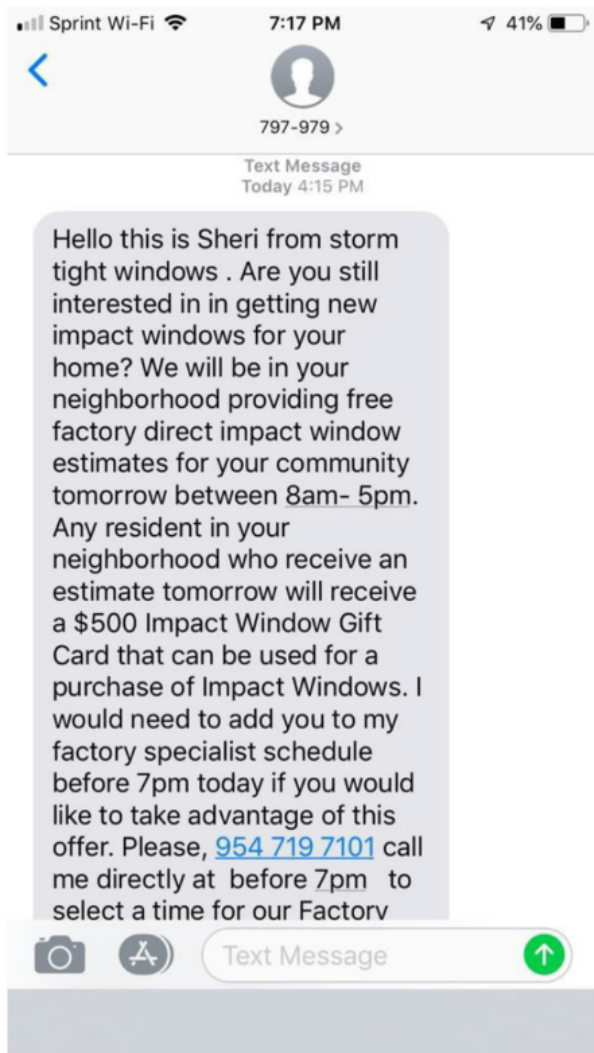 Sprint Wi-Fi 7:17 PM 41%
797-979 >
Text Message
Today 4:15 PM
Hello this is Sheri from storm
tight windows . Are you still
interested in in getting new
impact windows for your
home? We will be in your
neighborhood providing free
factory direct impact window
estimates for your community
tomorrow between 8am- 5pm.
Any resident in your
neighborhood who receive an
estimate tomorrow will receive
a $500 Impact Window Gift
Card that can be used for a
purchase of Impact Windows. I
would need to add you to my
factory specialist schedule
before 7pm today if you would
like to take advantage of this
offer. Please, 954 719 7101 call
me directly at  before 7pm   to
select a time for our Factory
Text Message